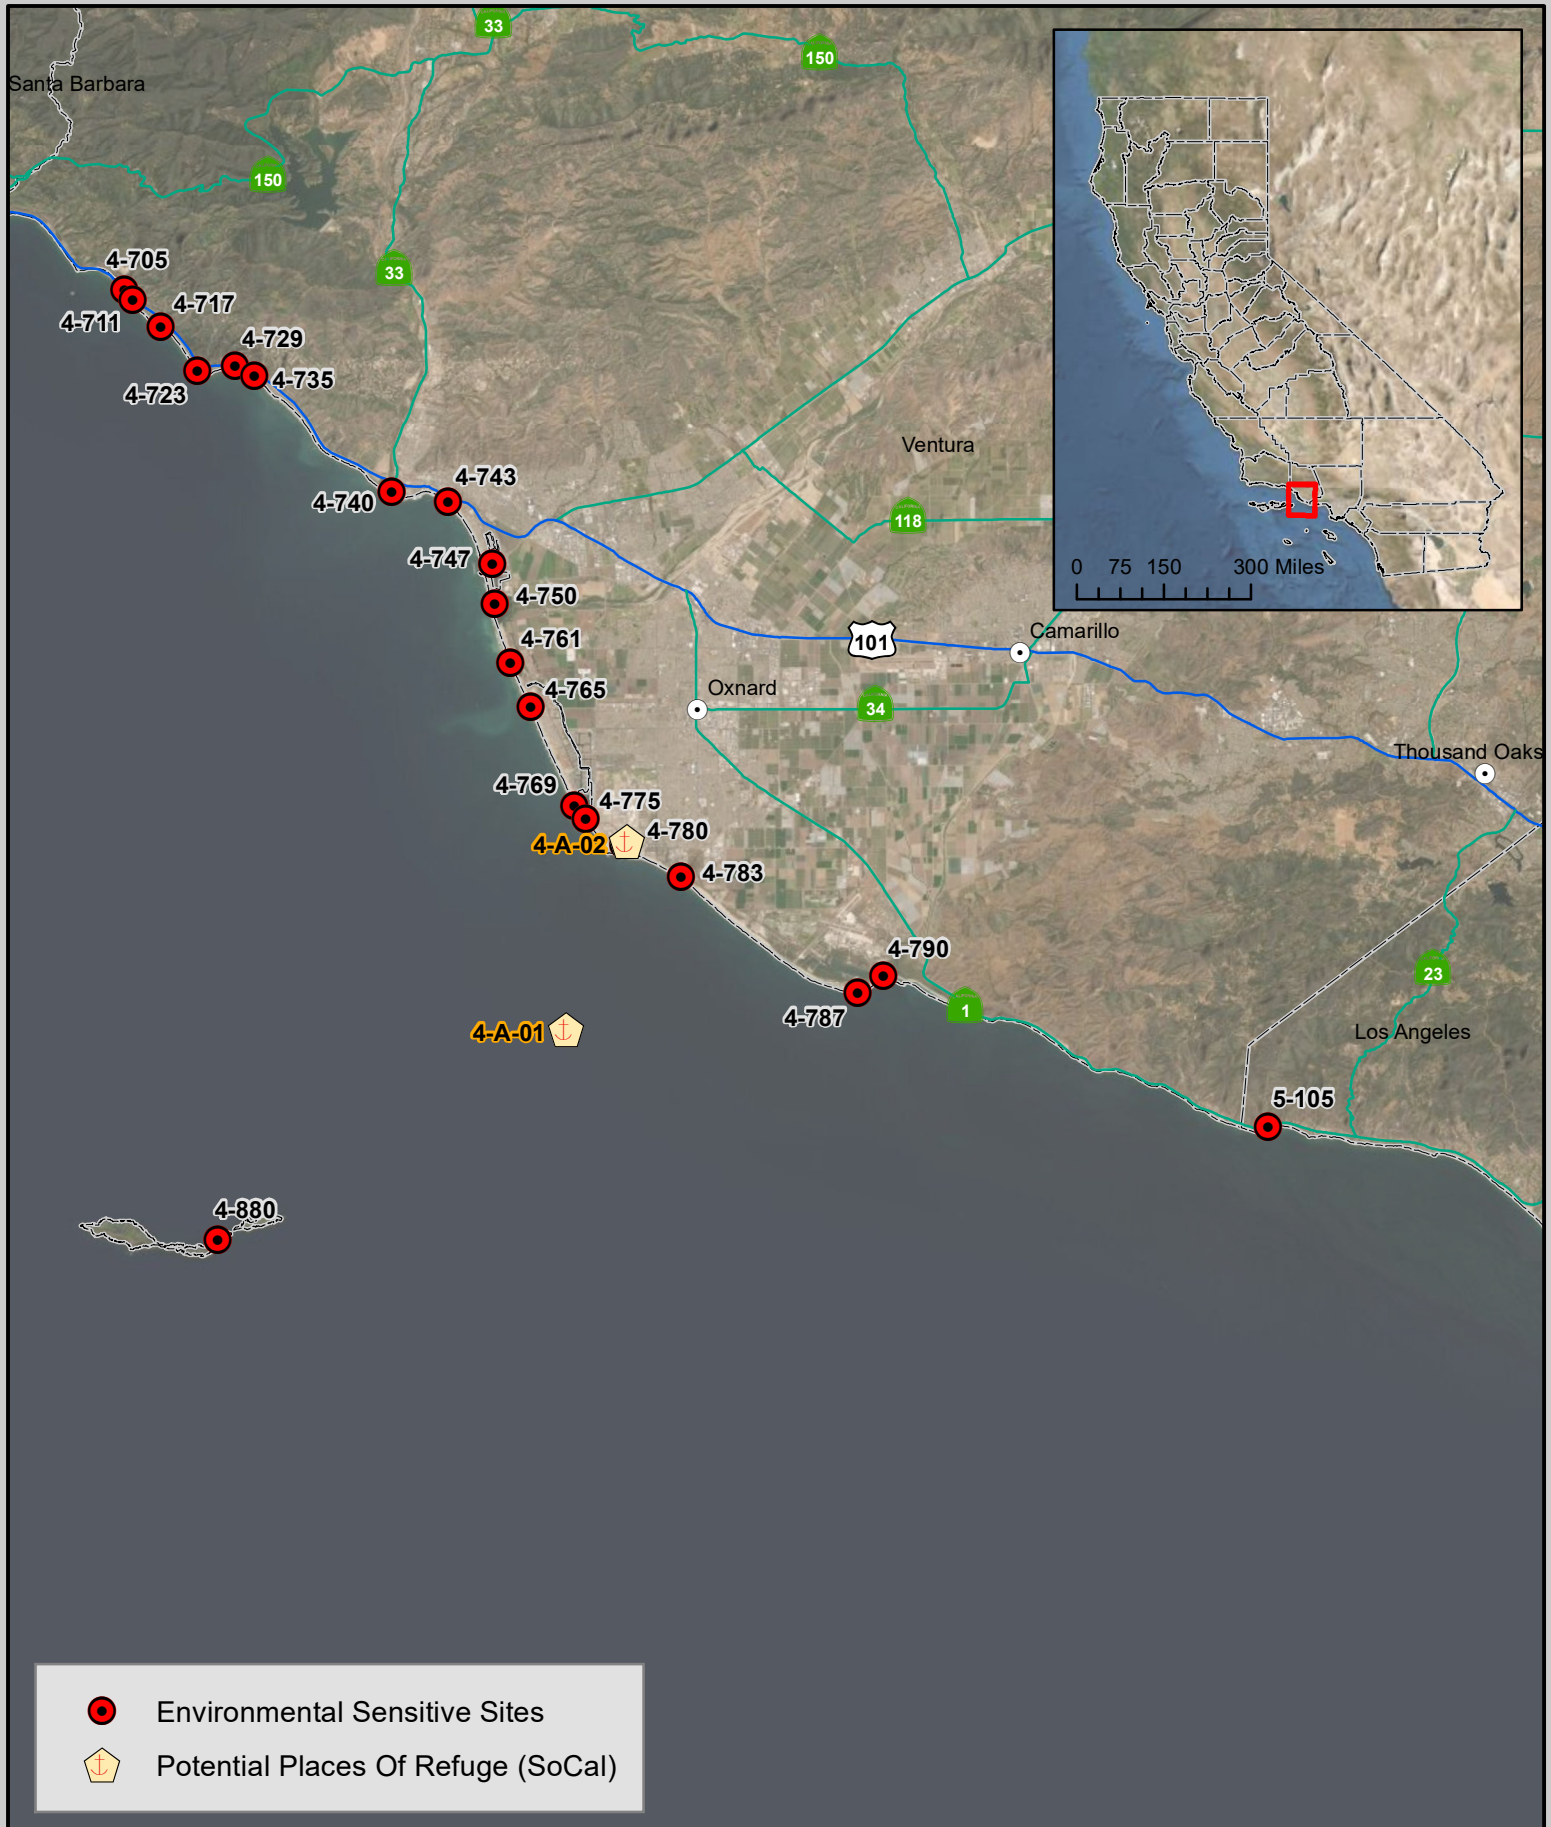 33
150
Santa Barbara
150
4-705
33
4-717
4-711
4-729
4-735
4-723
Ventura
4-743
4-740
118
4-747
0 75 150 300 Miles
4-750
4-761
101
Camarillo
4-765
Oxnard
34
Thousand Oaks
4-769
4-775
4-780
4-A-02
4-783
4-790
23
4-787
1
4-A-01
Los Angeles
5-105
4-880
Environmental Sensitive Sites
Potential Places Of Refuge (SoCal)